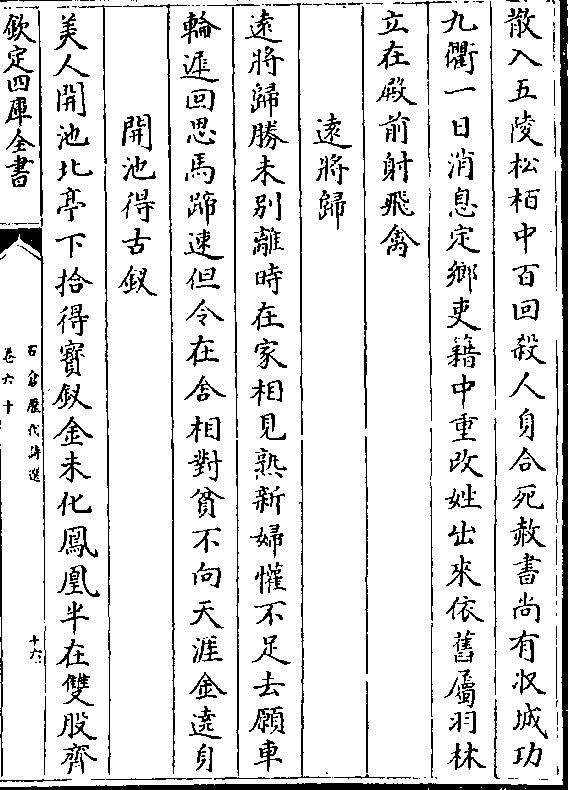 散入五陵松柏中百回殺人身合死赦書尚有收城功
九衢一日消息定鄉吏籍中重改姓出來依舊屬羽林
立在殿前射飛禽
遠將歸
遠將歸勝未別離時在家相見熟新婦懽不足去願車
輪遲回思馬蹄速但令在舍相對貧不向天涯金遶身
開池得古釵
美人開池北亭下拾得寶釵金未化鳳凰半在雙股齊
欽定四庫全書
石倉歷代詩選
卷六十
十六